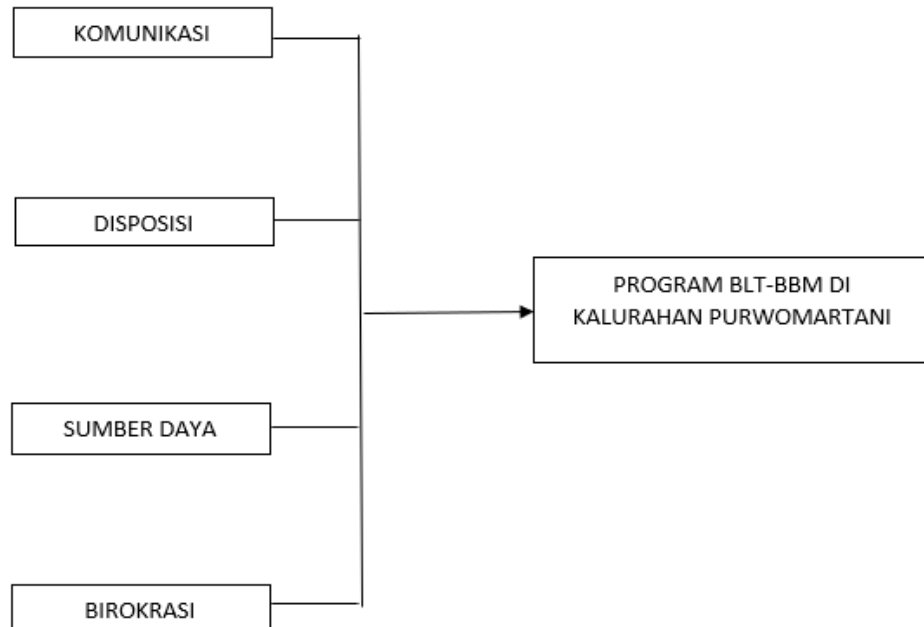 KOMUNIKASI
DISPOSISI
PROGRAM BLT-BBM DI
KALURAHAN PURWOMARTANI
SUMBER DAYA
BIROKRASI